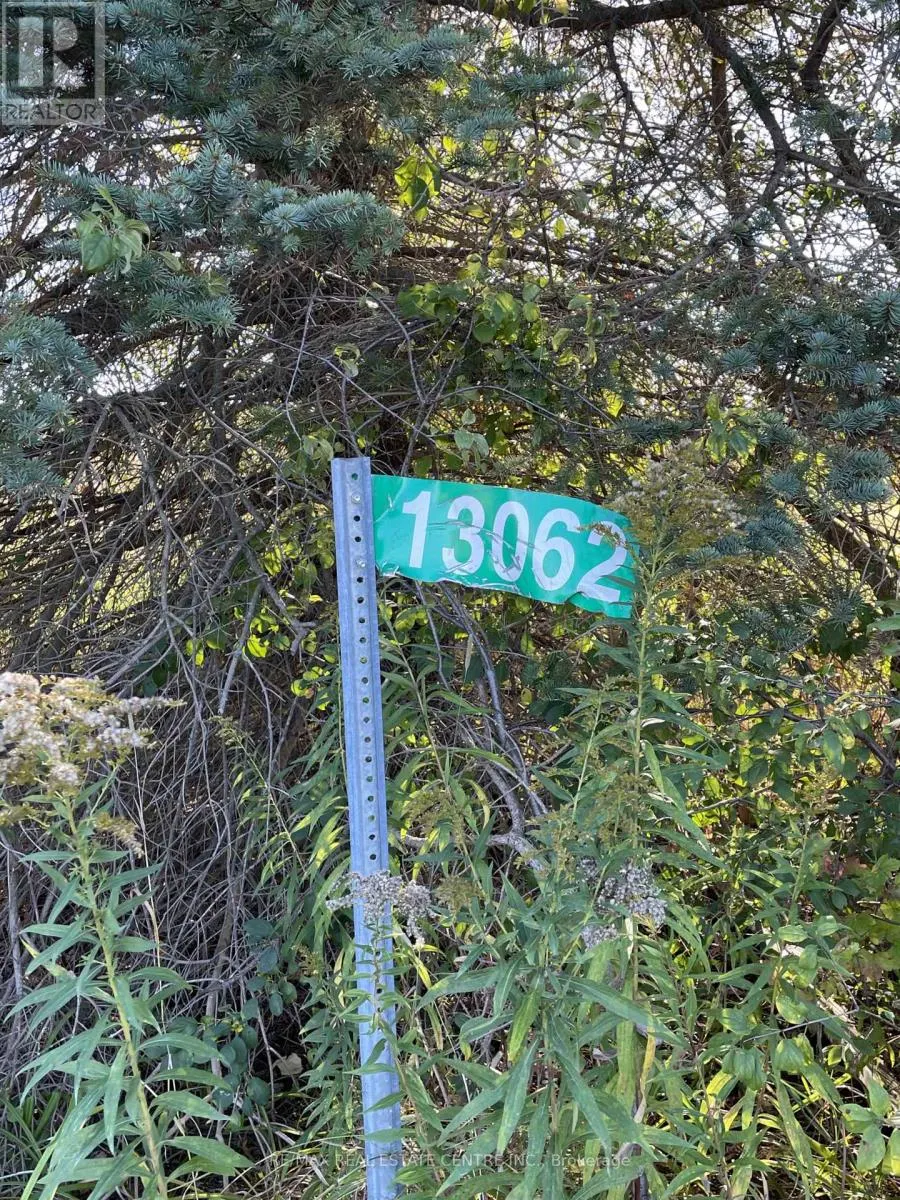 R
REALTOR
13062
RE/MAX REAL ESTATE CENTRE INC., Brokerage